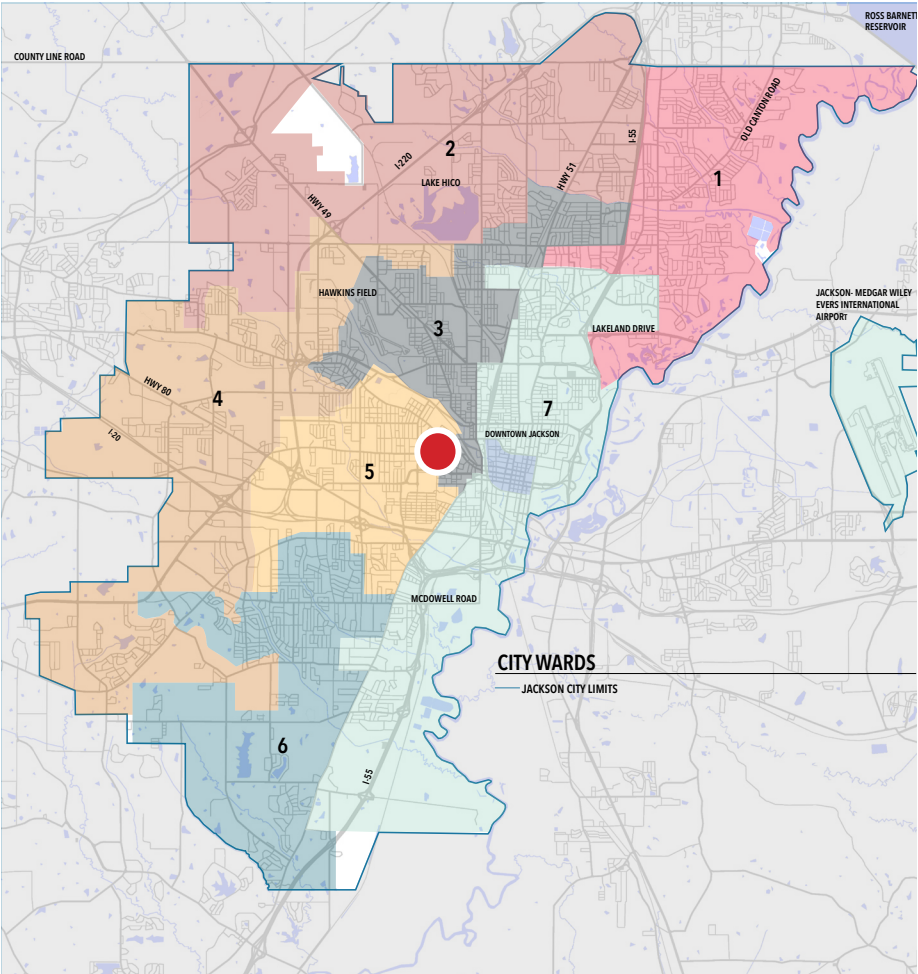 ROSS BARNETT
RESERVOIR
COUNTY LINE ROAD
OLD CANTON ROAD
I-55
2
I-220
HWY 51
1
LAKE HICO
HWY 49
HAWKINS FIELD
JACKSON- MEDGAR WILEY
EVERS INTERNATIONAL
AIRPORT
3
LAKELAND DRIVE
HWY 80
4
7
I-20
DOWNTOWN JACKSON
5
MCDOWELL ROAD
CITY WARDS
JACKSON CITY LIMITS
6
I-55